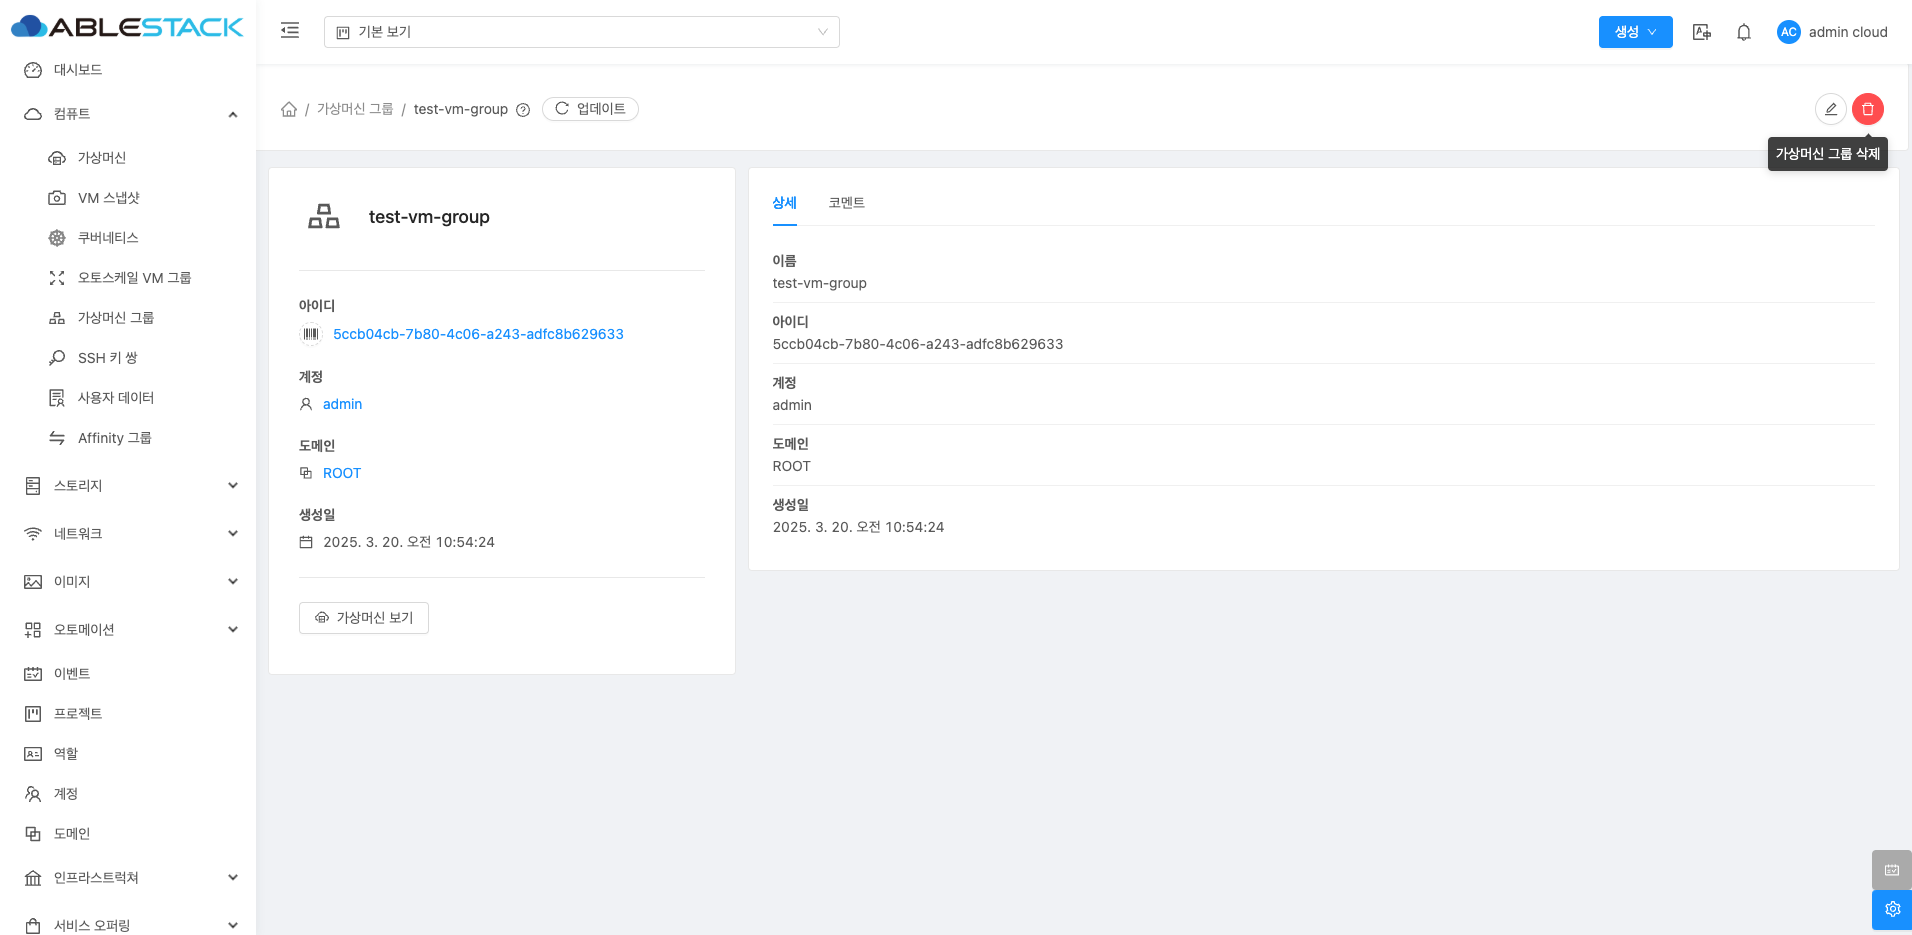 ABLESTACK
기본 보기
생성
AC
admin cloud
대시보드
컴퓨트
가상머신
VM 스냅샷
쿠버네티스
오토스케일 VM 그룹
가상머신 그룹
SSH 키 쌍
사용자 데이터
Affinity 그룹
스토리지
네트워크
이미지
오토메이션
이벤트
프로젝트
역할
계정
도메인
인프라스트럭쳐
서비스 오퍼링
/ 가상머신 그룹 / test-vm-group
업데이트
가상머신 그룹 삭제
test-vm-group
아이디
5ccb04cb-7b80-4c06-a243-adfc8b629633
계정
admin
도메인
ROOT
생성일
2025. 3. 20. 오전 10:54:24
가상머신 보기
상세
코멘트
이름
test-vm-group
아이디
5ccb04cb-7b80-4c06-a243-adfc8b629633
계정
admin
도메인
ROOT
생성일
2025. 3. 20. 오전 10:54:24